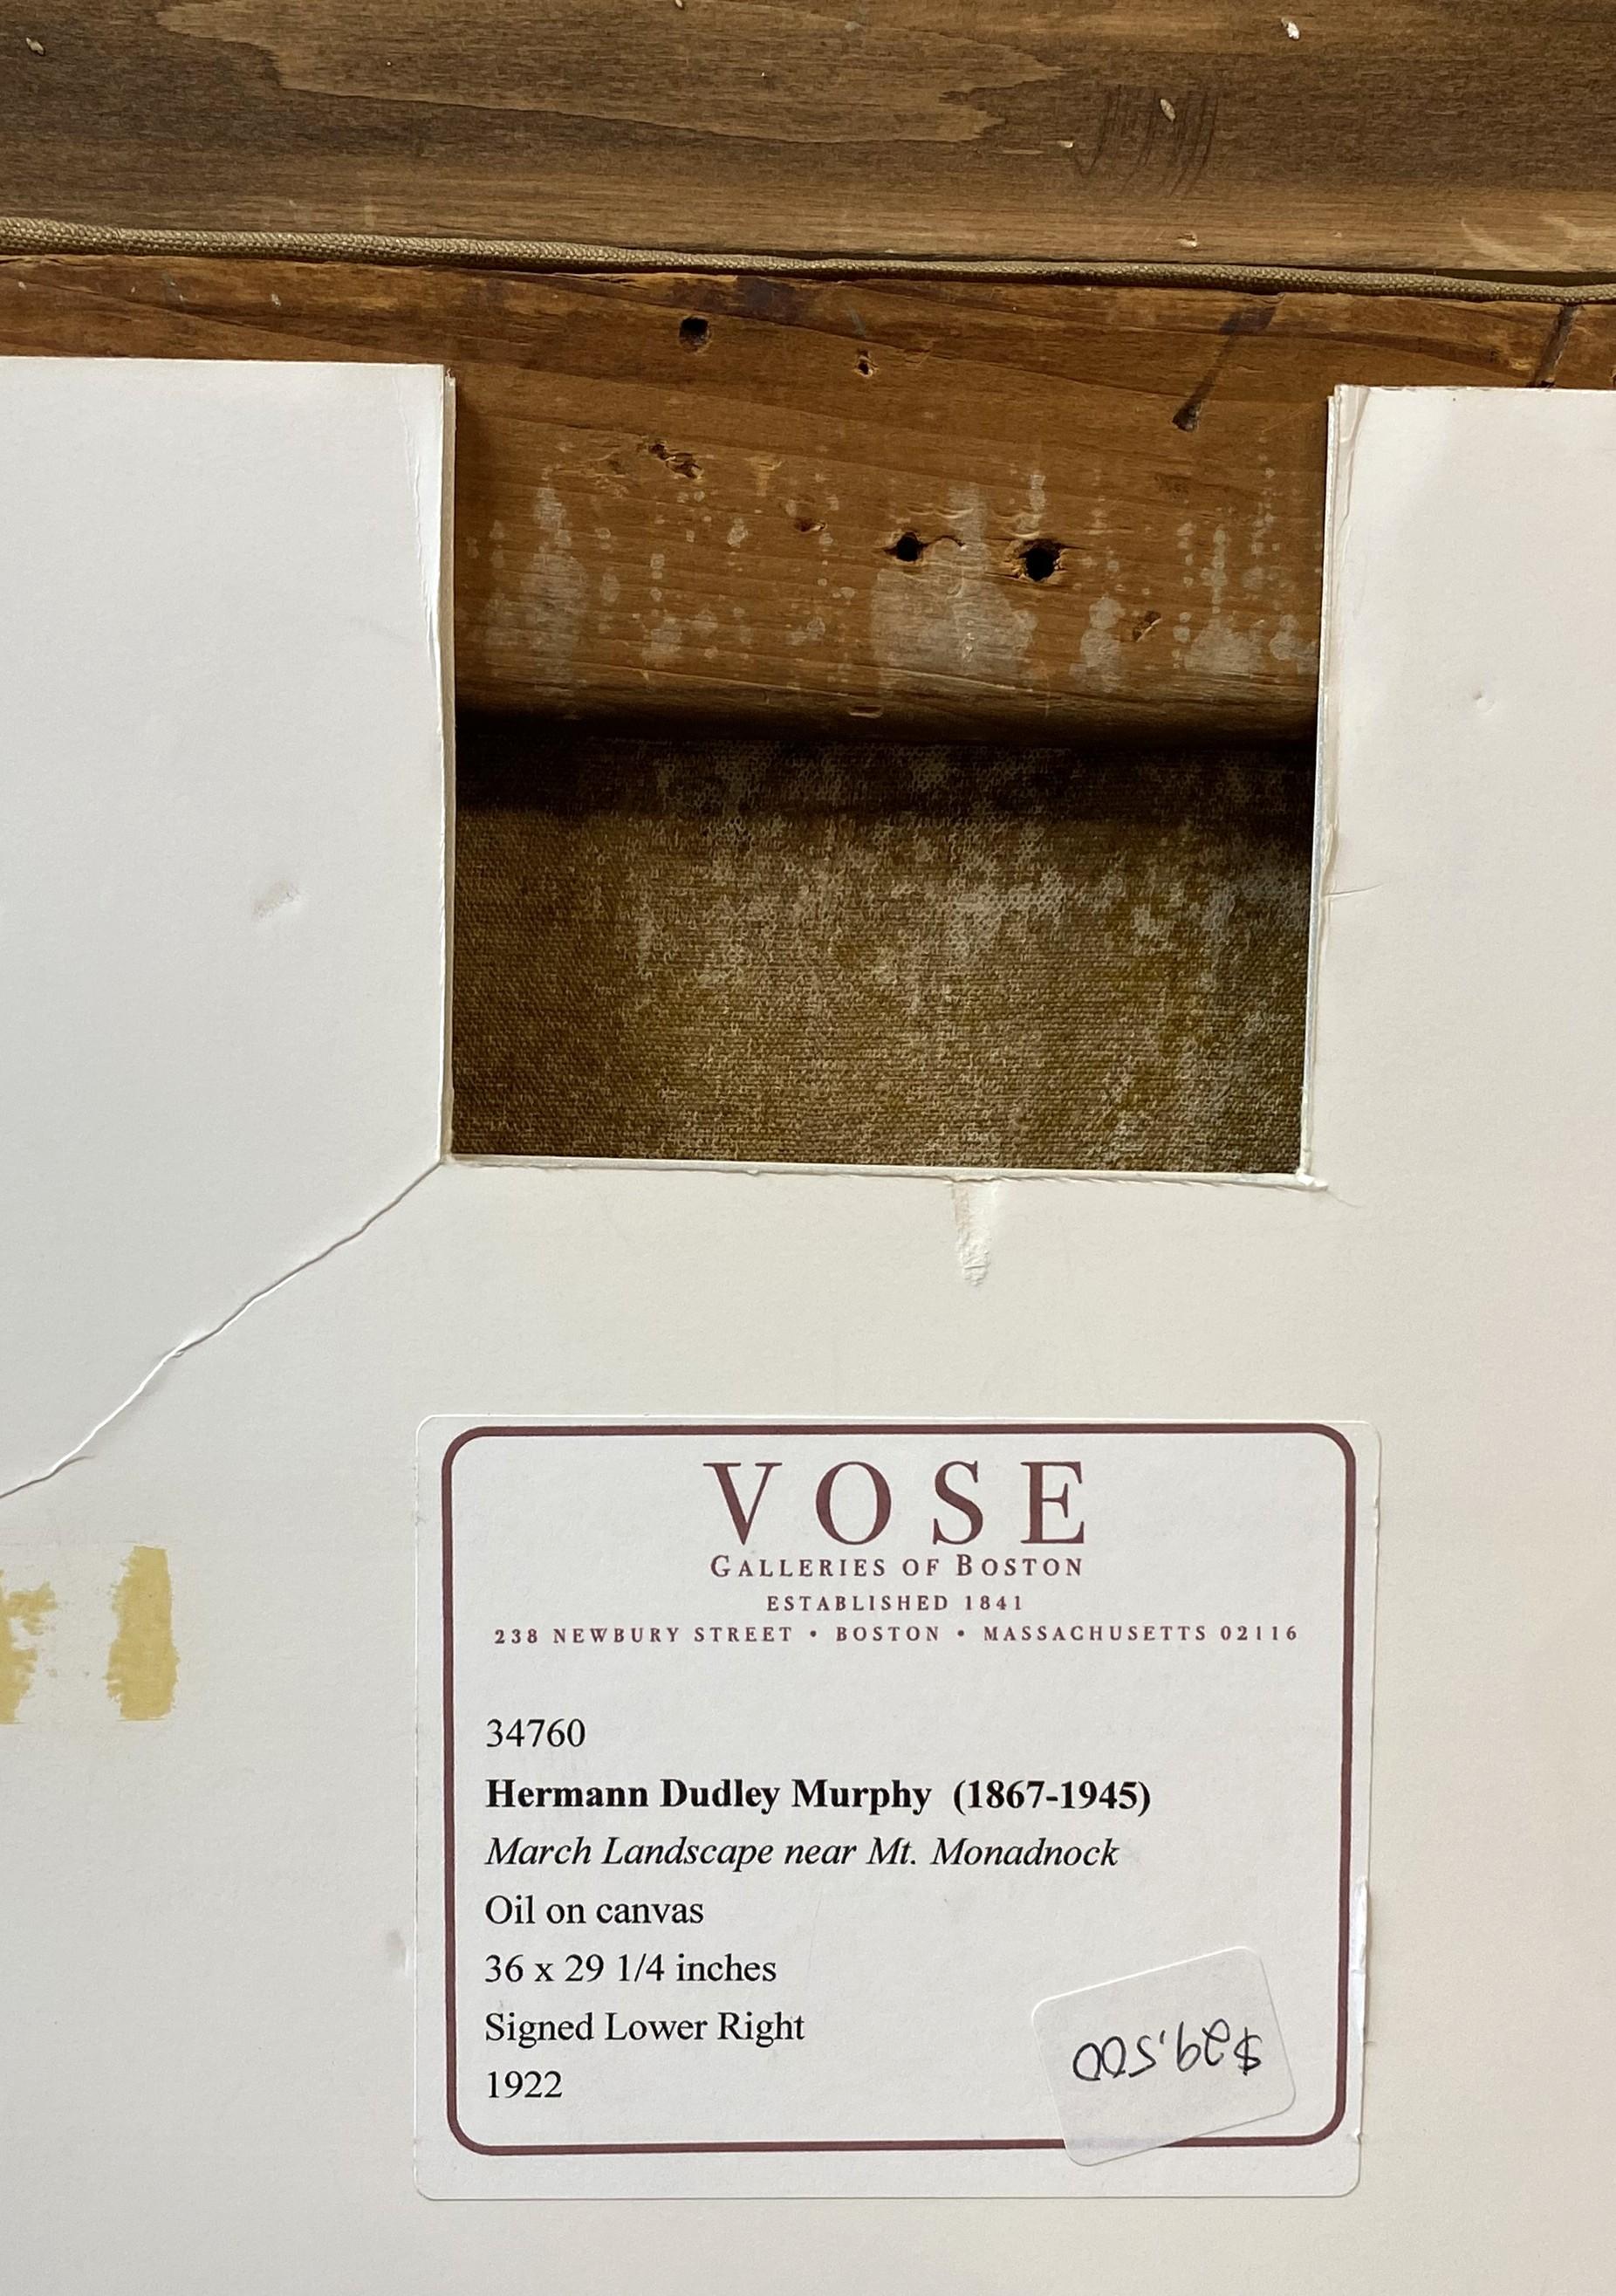 VOSE
GALLERIES OF BOSTON
ESTABLISHED 1841
238 NEWBURY STREET • BOSTON • MASSACHUSETTS 02116
34760
Hermann Dudley Murphy (1867-1945)
March Landscape near Mt. Monadnock
Oil on canvas
36 x 29 1/4 inches
Signed Lower Right
1922
$29,500